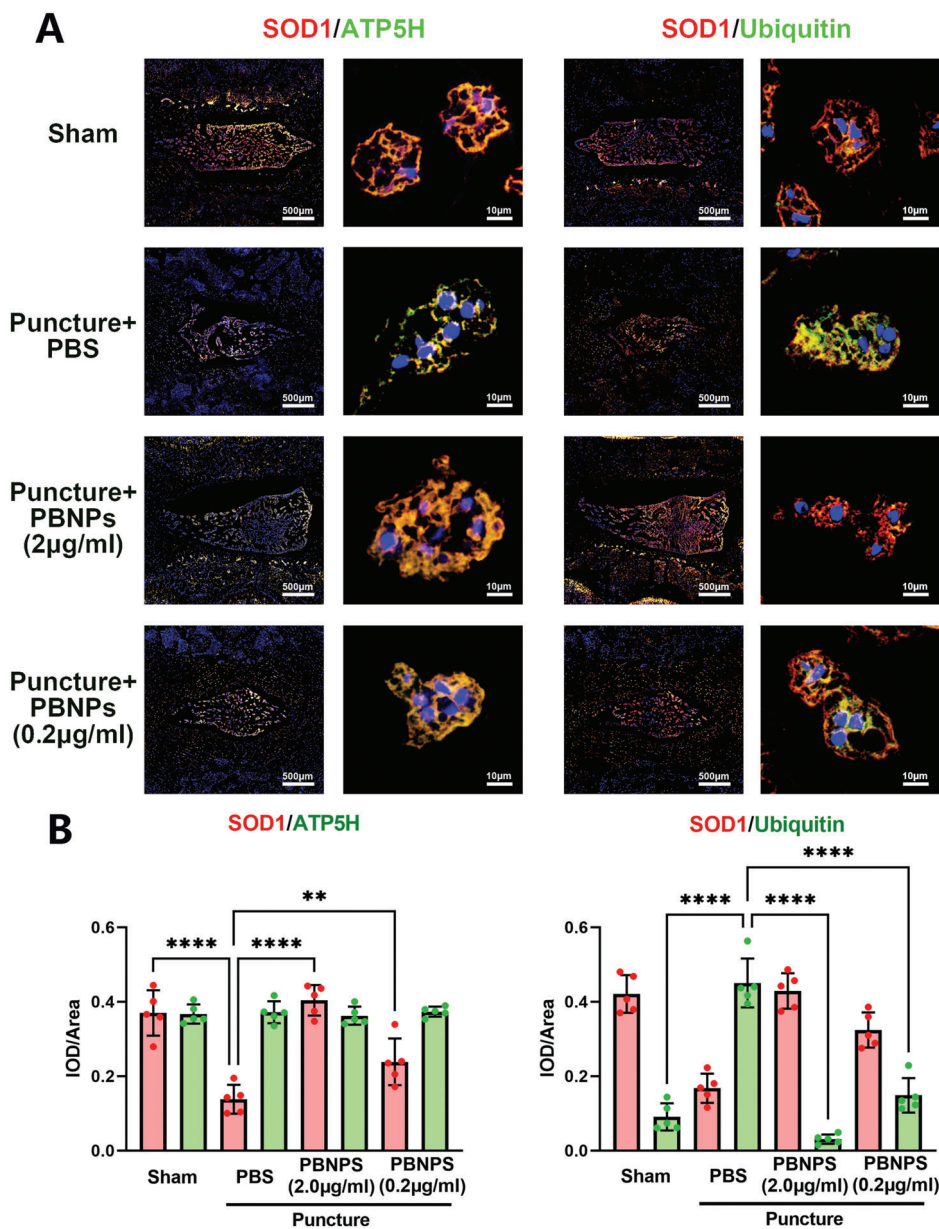 A
SOD1/ATP5H
SOD1/Ubiquitin
Sham
500μm
10μm
500μm
10μm
Puncture+
PBS
500μm
10μm
500μm
10μm
Puncture+
PBNPs
(2μg/ml)
500μm
10μm
500μm
10μm
Puncture+
PBNPs
(0.2μg/ml)
500μm
10μm
500μm
10μm
B
SOD1/ATP5H
IOD/Area
0.6
0.4
0.2
0.0
****
****
**
Sham
PBS
PBNPS
(2.0μg/ml)
PBNPS
(0.2μg/ml)
Puncture
SOD1/Ubiquitin
IOD/Area
0.6
0.4
0.2
0.0
****
****
****
Sham
PBS
PBNPS
(2.0μg/ml)
PBNPS
(0.2μg/ml)
Puncture